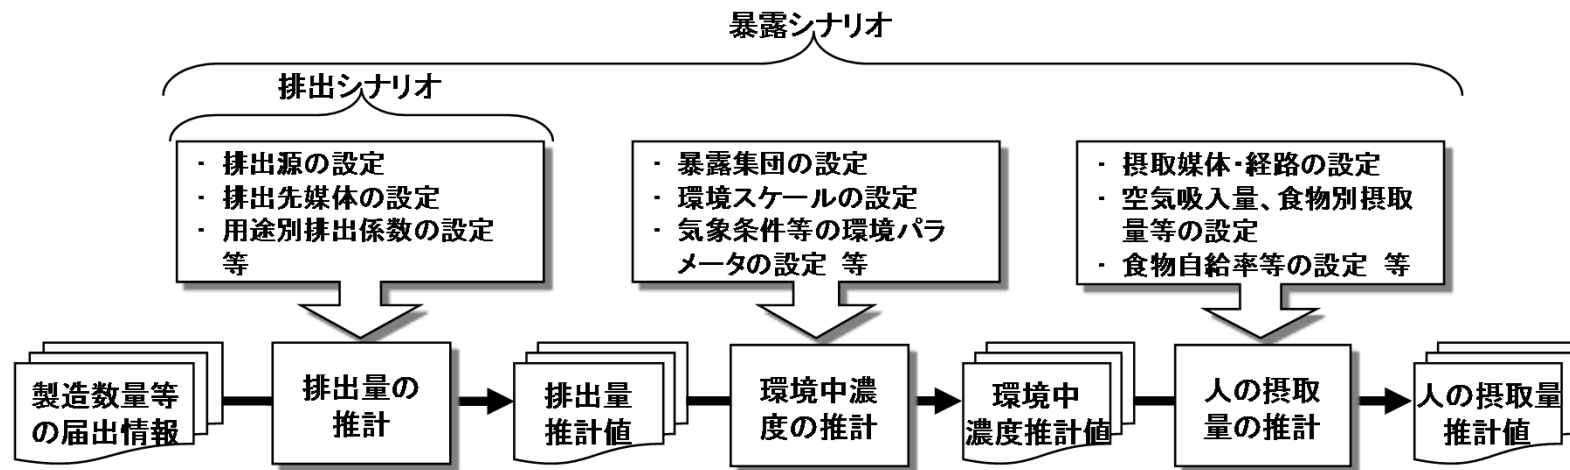 暴露シナリオ
排出シナリオ
- 排出源の設定
- 排出先媒体の設定
- 用途別排出係数の設定
等
- 暴露集団の設定
- 環境スケールの設定
- 気象条件等の環境パラ
メータの設定 等
- 摂取媒体・経路の設定
- 空気吸入量、食物別摂取
量等の設定
- 食物自給率等の設定 等
製造数量等
の届出情報
排出量の
推計
排出量
推計値
環境中濃
度の推計
環境中
濃度推計値
人の摂取
量の推計
人の摂取量
推計値